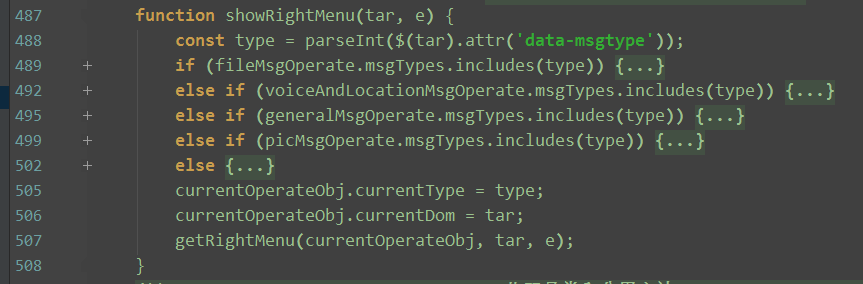 487 function showRightMenu(tar, e) {
488 const type = parseInt($(tar).attr('data-msgtype'));
489 + if (fileMsgOperate.msgTypes.includes(type)) {...}
492 + else if (voiceAndLocationMsgOperate.msgTypes.includes(type)) {...}
495 + else if (generalMsgOperate.msgTypes.includes(type)) {...}
499 + else if (picMsgOperate.msgTypes.includes(type)) {...}
502 + else {...}
505 currentOperateObj.currentType = type;
506 currentOperateObj.currentDom = tar;
507 getRightMenu(currentOperateObj, tar, e);
508 }